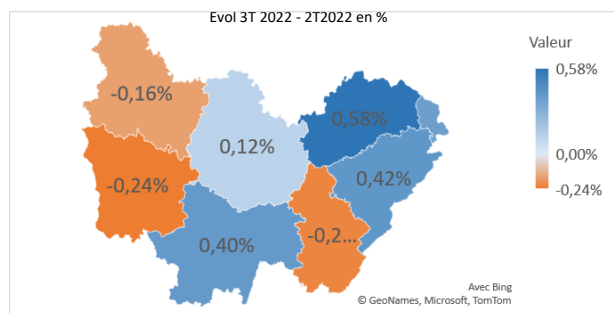 Evol 3T 2022 - 2T2022 en %
Valeur
0,58%
0,00%
-0,24%
-0,16%
0,12%
0,58%
-0,24%
0,42%
-0,2...
0,40%
Avec Bing
© GeoNames, Microsoft, TomTom